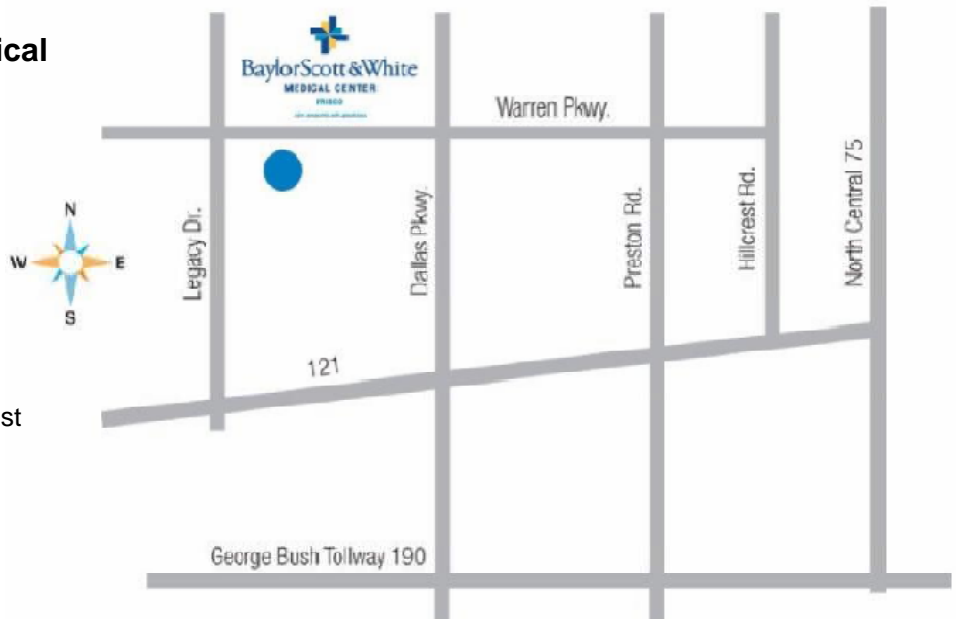 ical
BaylorScott&White
MEDICAL CENTER
FRISCO
Warren Pkwy.
North Central 75
Hillcrest Rd.
Preston Rd.
Dallas Pkwy.
Legacy Dr.
N
W
E
S
121
st
George Bush Tollway 190